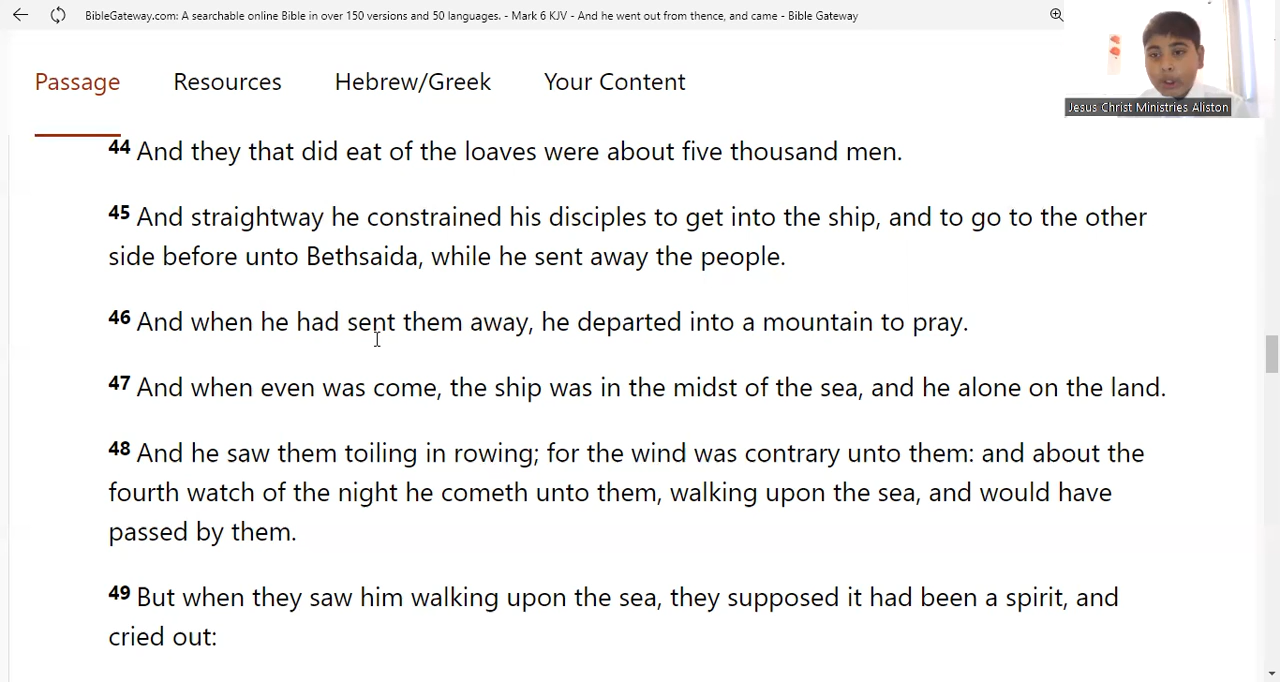 BibleGateway.com: A searchable online Bible in over 150 versions and 50 languages. - Mark 6 KJV - And he went out from thence, and came - Bible Gateway
Passage Resources Hebrew/Greek Your Content
Jesus Christ Ministries Aliston
44 And they that did eat of the loaves were about five thousand men.
45 And straightway he constrained his disciples to get into the ship, and to go to the other
side before unto Bethsaida, while he sent away the people.
46 And when he had sent them away, he departed into a mountain to pray.
47 And when even was come, the ship was in the midst of the sea, and he alone on the land.
48 And he saw them toiling in rowing; for the wind was contrary unto them: and about the
fourth watch of the night he cometh unto them, walking upon the sea, and would have
passed by them.
49 But when they saw him walking upon the sea, they supposed it had been a spirit, and
cried out: